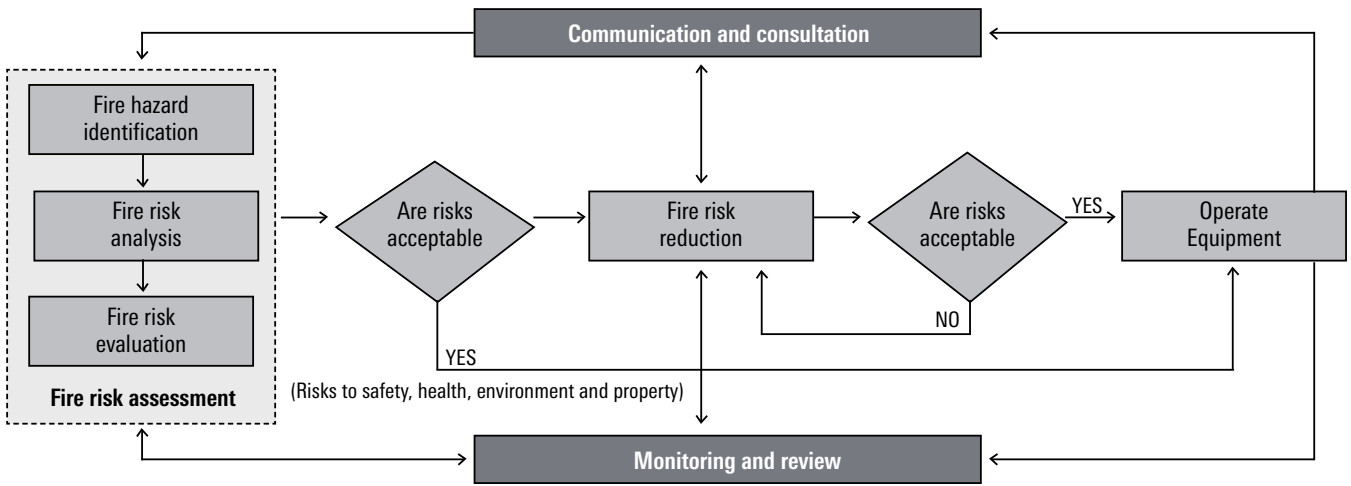 Communication and consultation
Fire hazard
identification
Fire risk
analysis
Fire risk
evaluation
Fire risk assessment
Are risks
acceptable
Fire risk
reduction
Are risks
acceptable
YES
Operate
Equipment
NO
YES
(Risks to safety, health, environment and property)
Monitoring and review